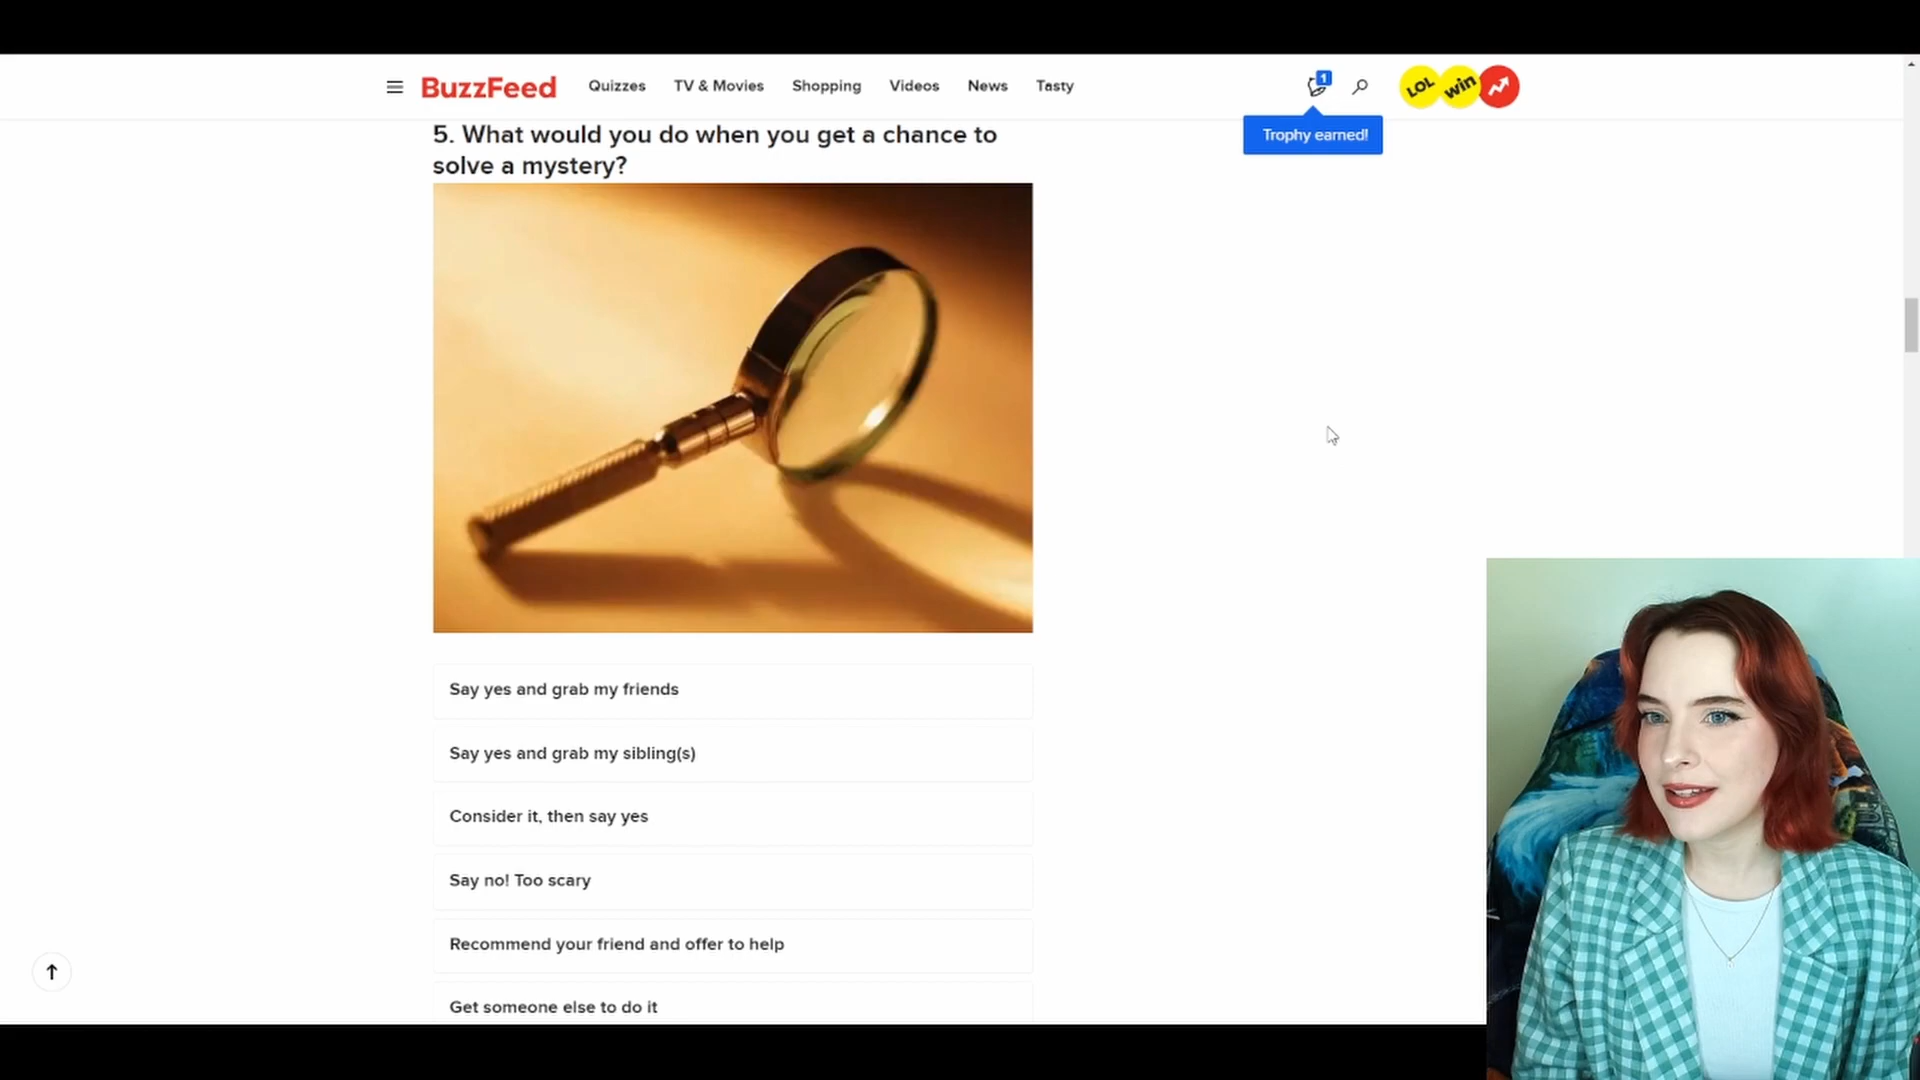 BuzzFeed Quizzes TV & Movies Shopping Videos News Tasty 1 LOL win
Trophy earned!
5. What would you do when you get a chance to
solve a mystery?
Say yes and grab my friends
Say yes and grab my sibling(s)
Consider it, then say yes
Say no! Too scary
Recommend your friend and offer to help
Get someone else to do it